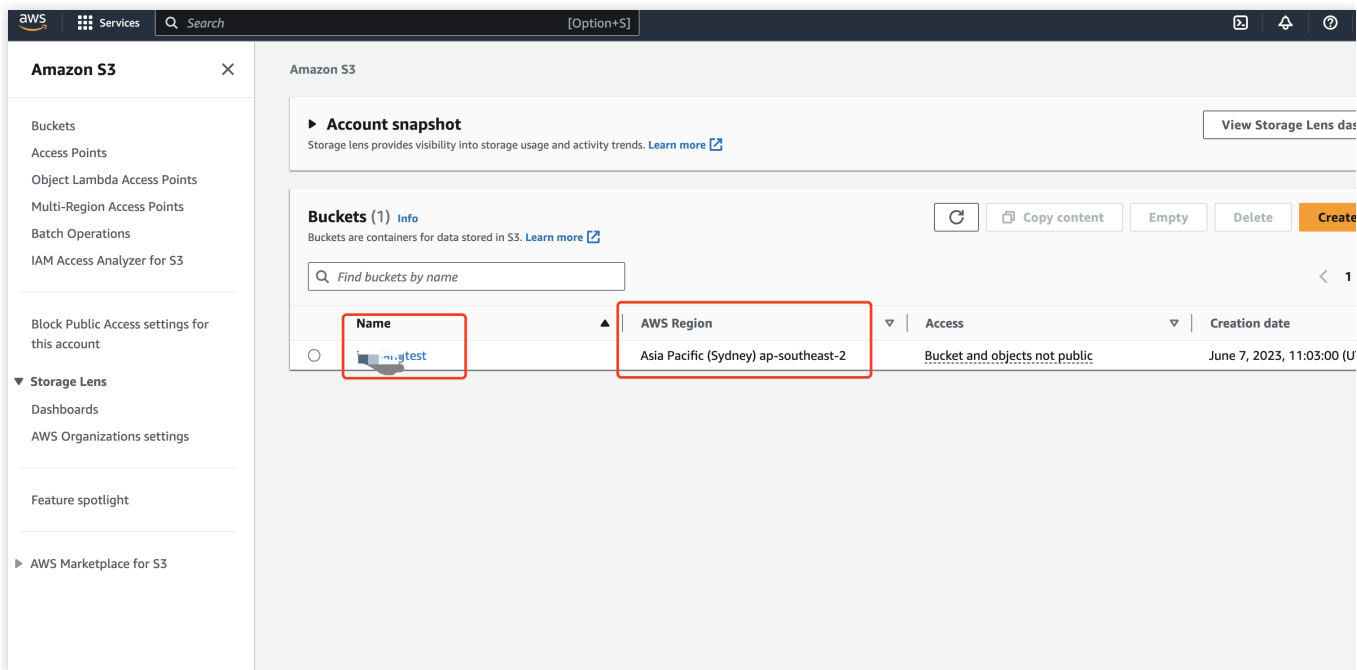 aws Services Search [Option+S]
Amazon S3
Buckets
Access Points
Object Lambda Access Points
Multi-Region Access Points
Batch Operations
IAM Access Analyzer for S3
Block Public Access settings for
this account
Storage Lens
Dashboards
AWS Organizations settings
Feature spotlight
AWS Marketplace for S3
Amazon S3
Account snapshot
Storage lens provides visibility into storage usage and activity trends. Learn more
View Storage Lens das
Buckets (1) Info
Buckets are containers for data stored in S3. Learn more
Copy content Empty Delete Create
Find buckets by name
1
Name AWS Region Access Creation date
Asia Pacific (Sydney) ap-southeast-2 Bucket and objects not public June 7, 2023, 11:03:00 (U